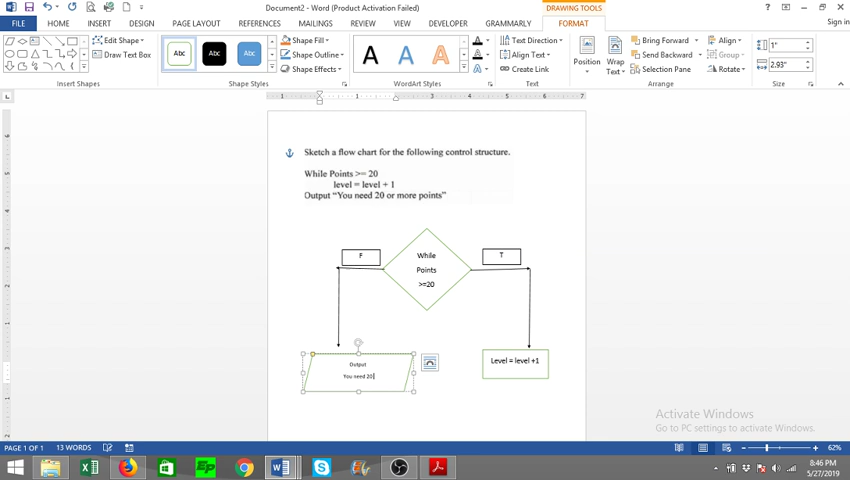 Document2 - Word (Product Activation Failed)
DRAWING TOOLS
FILE HOME INSERT DESIGN PAGE LAYOUT REFERENCES MAILINGS REVIEW VIEW DEVELOPER GRAMMARLY FORMAT Sign in
Edit Shape
Draw Text Box
Abc Abc Abc
Shape Fill
Shape Outline
Shape Effects
A A A
Text Direction
Align Text
Create Link
Position
Wrap Text
Bring Forward
Send Backward
Selection Pane
Align
Rotate
1"
2.93"
Insert Shapes Shape Styles WordArt Styles Text Arrange Size
Sketch a flow chart for the following control structure.
While Points >= 20
level = level + 1
Output “You need 20 or more points”
F
While
Points
>=20
T
Output
You need 20
Level = level +1
Activate Windows
Go to PC settings to activate Windows.
PAGE 1 OF 1 13 WORDS 62%
8:46 PM
5/27/2019